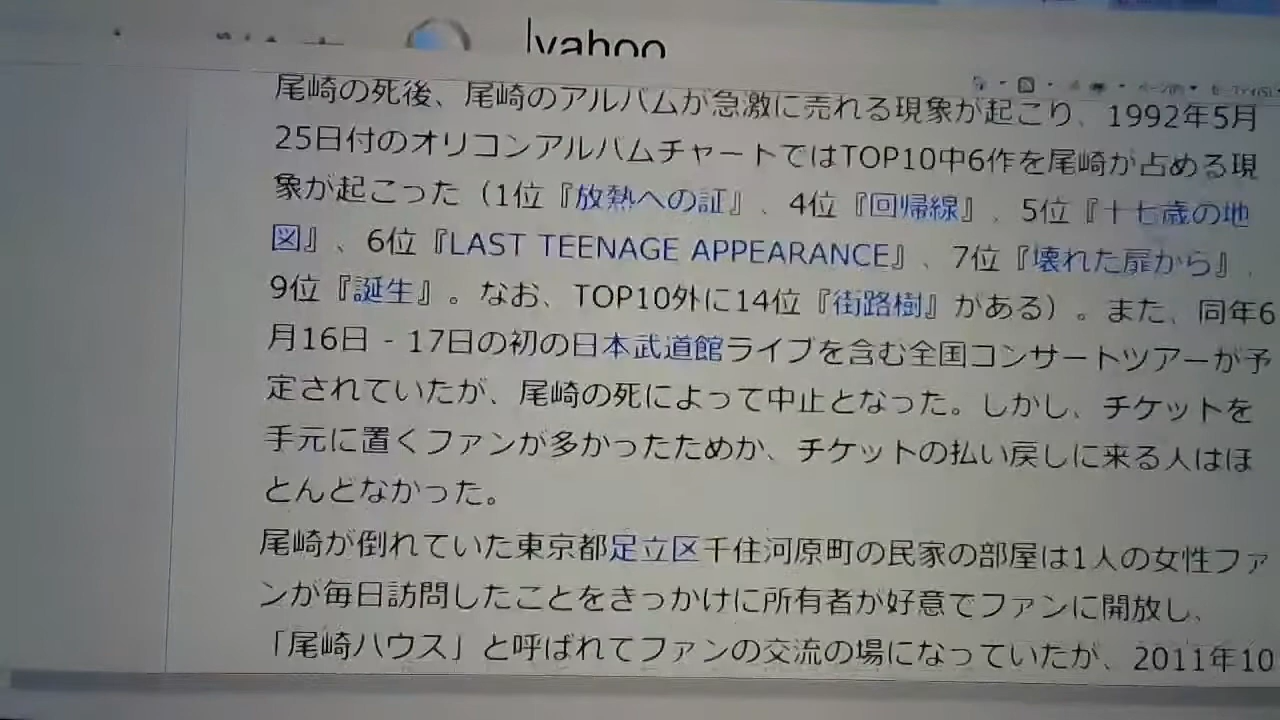 yahoo
尾崎の死後、尾崎のアルバムが急激に売れる現象が起こり、1992年5月
25日付のオリコンアルバムチャートではTOP10中6作を尾崎が占める現
象が起こった（1位『放熱への証』、4位『回帰線』、5位『十七歳の地
図』、6位『LAST TEENAGE APPEARANCE』、7位『壊れた扉から』、
9位『誕生』。なお、TOP10外に14位『街路樹』がある）。また、同年6
月16日 - 17日の初の日本武道館ライブを含む全国コンサートツアーが予
定されていたが、尾崎の死によって中止となった。しかし、チケットを
手元に置くファンが多かったためか、チケットの払い戻しに来る人はほ
とんどなかった。
尾崎が倒れていた東京都足立区千住河原町の民家の部屋は1人の女性ファ
ンが毎日訪問したことをきっかけに所有者が好意でファンに開放し、
「尾崎ハウス」と呼ばれてファンの交流の場になっていたが、2011年10